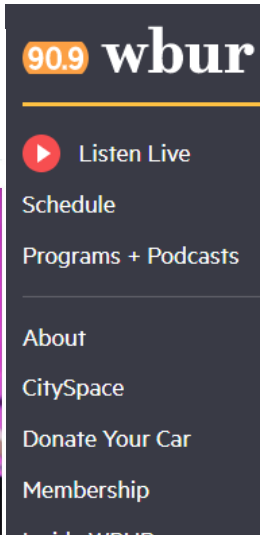 90.9 wbur
Listen Live
Schedule
Programs + Podcasts
About
CitySpace
Donate Your Car
Membership